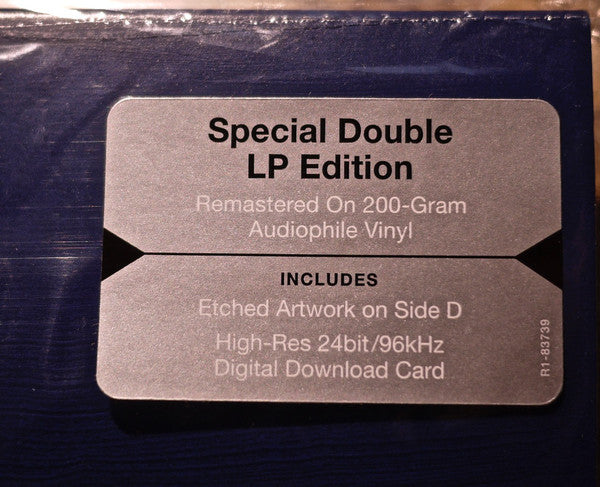 Special Double
LP Edition
Remastered On 200-Gram
Audiophile Vinyl
INCLUDES
Etched Artwork on Side D
High-Res 24bit/96kHz
Digital Download Card
R1-83739